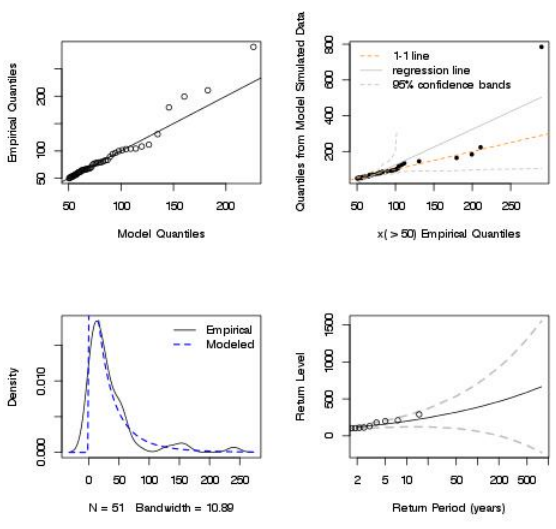 Empirical Quantiles
50 100 200
50 100 150 200
Model Quantiles
Quantiles from Model Simulated Data
200 400 600 800
1-1 line
regression line
95% confidence bands
50 100 150 200 250
x( > 50) Empirical Quantiles
Density
0.000 0.010
Empirical
Modeled
0 50 100 150 200 250
N = 51 Bandwidth = 10.89
Return Level
0 500 1000 1500
2 5 10 50 200 500
Return Period (years)